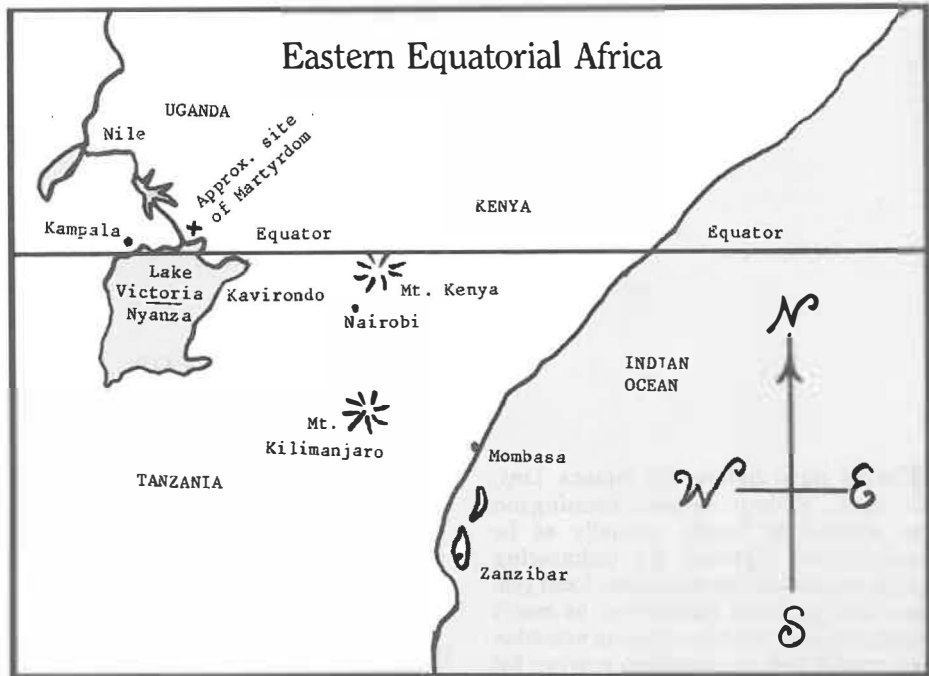 Eastern Equatorial Africa
UGANDA
Nile
Approx. site
of Martyrdom
KENYA
Kampala
Equator
Equator
Lake
Victoria
Nyanza
Kavirondo
Mt. Kenya
Nairobi
N
INDIAN
OCEAN
Mt.
Kilimanjaro
Mombasa
W
E
TANZANIA
Zanzibar
S